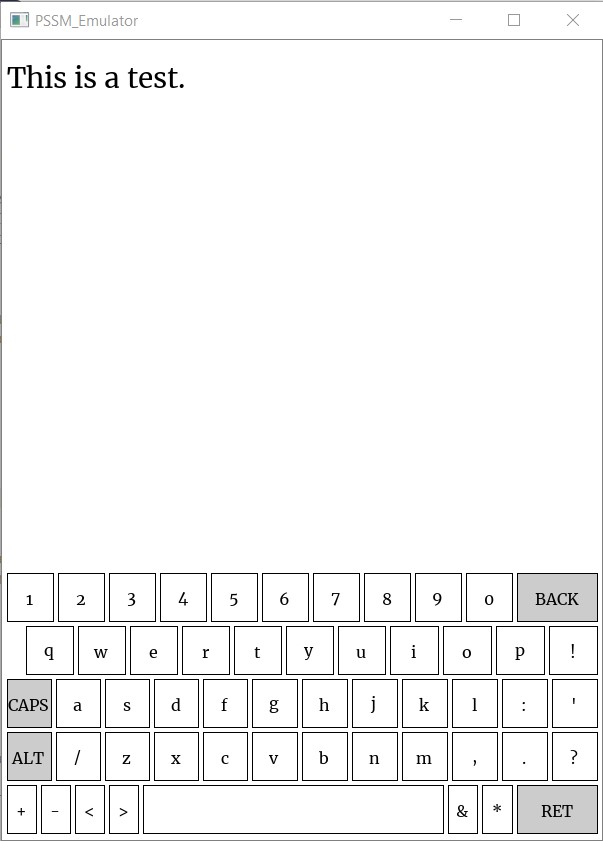 PSSM_Emulator
This is a test.
1 2 3 4 5 6 7 8 9 0 BACK
q w e r t y u i o p !
CAPS a s d f g h j k l : '
ALT / z x c v b n m , . ?
+ - < > & * RET